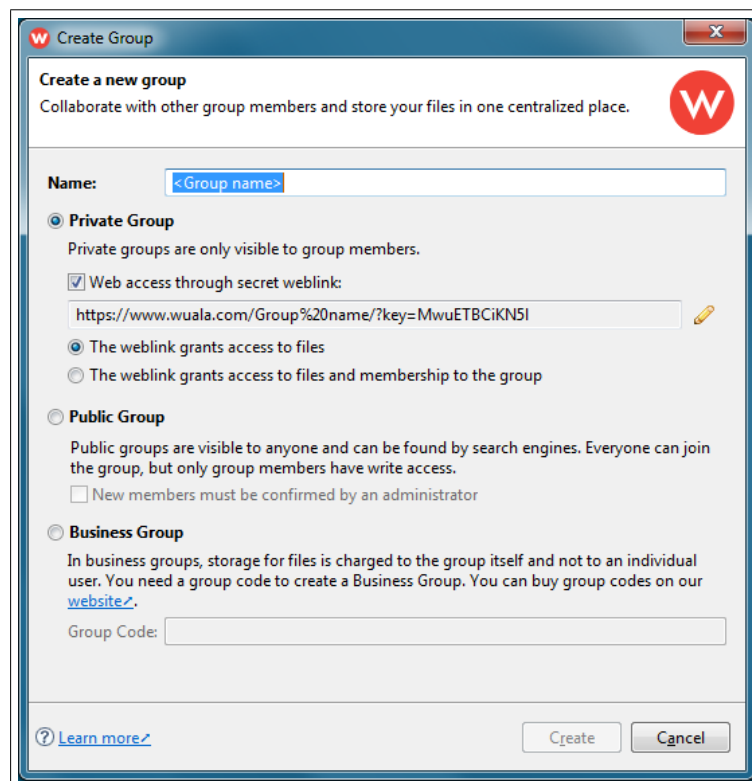 Create Group
Create a new group
Collaborate with other group members and store your files in one centralized place.
W
Name: <Group name>
Private Group
Private groups are only visible to group members.
Web access through secret weblink:
https://www.wuala.com/Group%20name/?key=MwuETBCiKN5I
The weblink grants access to files
The weblink grants access to files and membership to the group
Public Group
Public groups are visible to anyone and can be found by search engines. Everyone can join
the group, but only group members have write access.
New members must be confirmed by an administrator
Business Group
In business groups, storage for files is charged to the group itself and not to an individual
user. You need a group code to create a Business Group. You can buy group codes on our
website↗.
Group Code:
? Learn more↗ Create Cancel